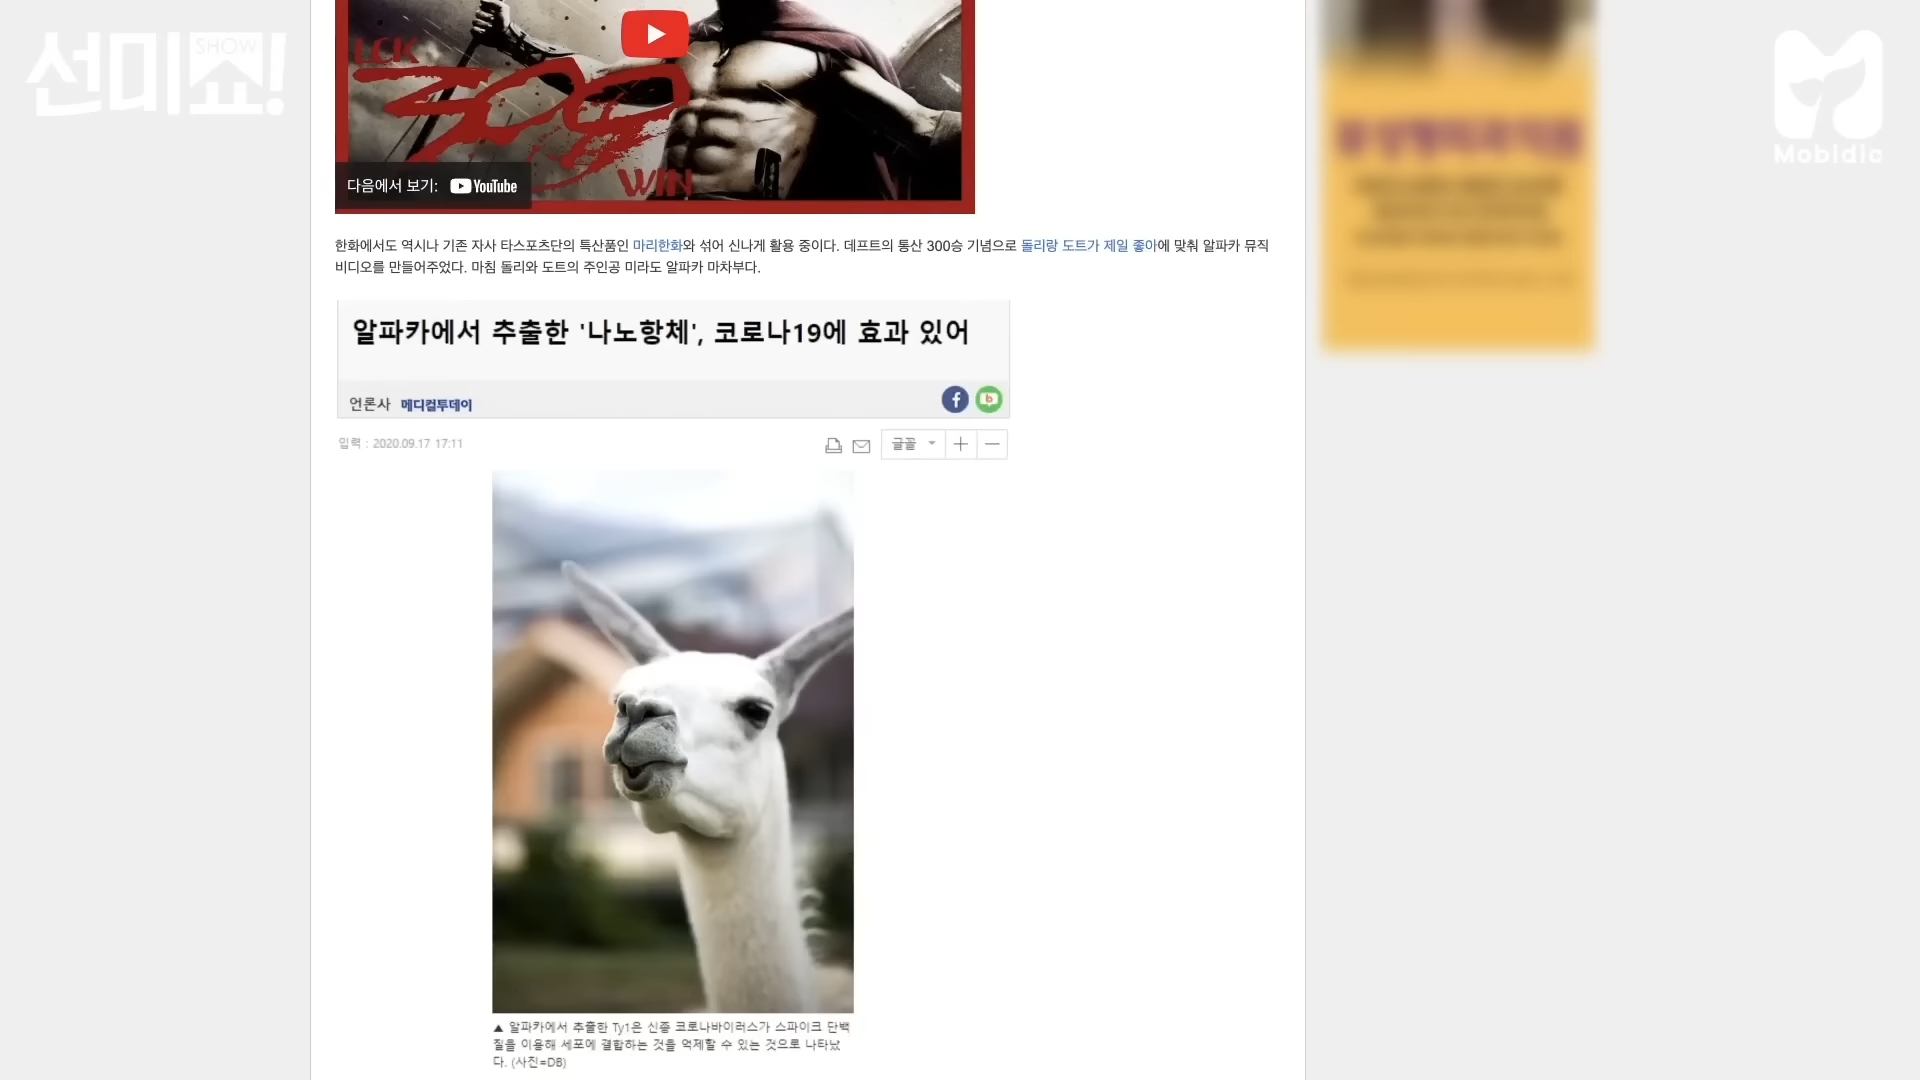 선미쇼!
SHOW
Mobidic
LCK
300
WIN
다음에서 보기: YouTube
한화에서도 역시나 기존 자사 타스포츠단의 특산품인 마리한화와 섞어 신나게 활용 중이다. 데프트의 통산 300승 기념으로 돌리랑 도트가 제일 좋아에 맞춰 알파카 뮤직
비디오를 만들어주었다. 마침 돌리와 도트의 주인공 미라도 알파카 마차부다.
알파카에서 추출한 '나노항체', 코로나19에 효과 있어
언론사 메디컬투데이
입력 : 2020.09.17 17:11
글꼴
▲ 알파카에서 추출한 Ty1은 신종 코로나바이러스가 스파이크 단백
질을 이용해 세포에 결합하는 것을 억제할 수 있는 것으로 나타났
다. (사진=DB)